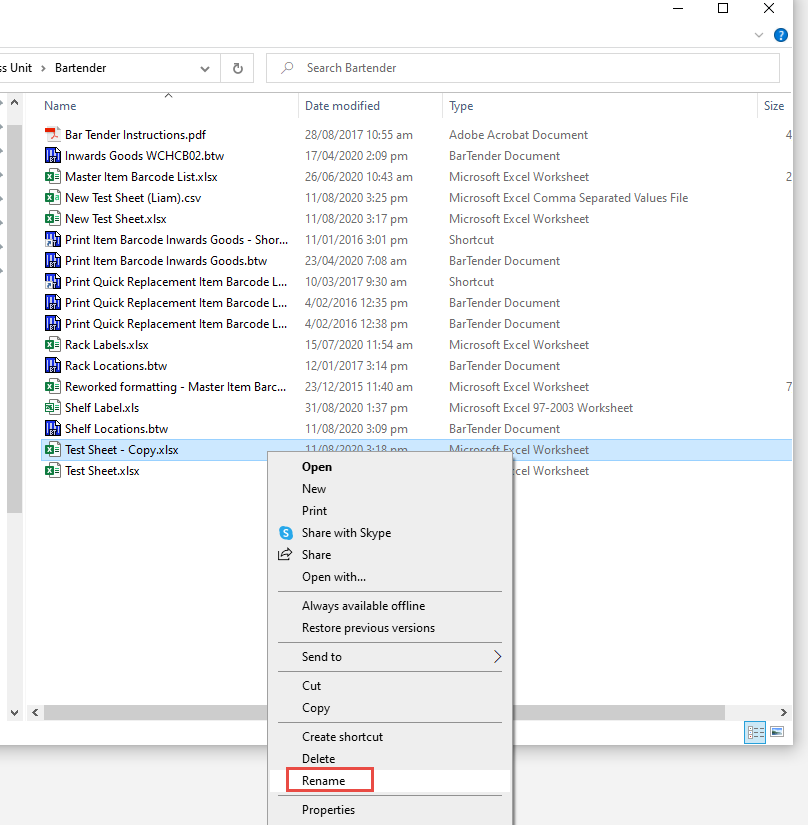 ss Unit > Bartender
Search Bartender
Name Date modified Type Size
Bar Tender Instructions.pdf 28/08/2017 10:55 am Adobe Acrobat Document 4
Inwards Goods WCHCB02.btw 17/04/2020 2:09 pm BarTender Document
Master Item Barcode List.xlsx 26/06/2020 10:43 am Microsoft Excel Worksheet 2
New Test Sheet (Liam).csv 11/08/2020 3:25 pm Microsoft Excel Comma Separated Values File
New Test Sheet.xlsx 11/08/2020 3:17 pm Microsoft Excel Worksheet
Print Item Barcode Inwards Goods - Shor... 11/01/2016 3:01 pm Shortcut
Print Item Barcode Inwards Goods.btw 23/04/2020 7:08 am BarTender Document
Print Quick Replacement Item Barcode L... 10/03/2017 9:30 am Shortcut
Print Quick Replacement Item Barcode L... 4/02/2016 12:35 pm BarTender Document
Print Quick Replacement Item Barcode L... 4/02/2016 12:38 pm BarTender Document
Rack Labels.xlsx 15/07/2020 11:54 am Microsoft Excel Worksheet
Rack Locations.btw 12/01/2017 3:14 pm BarTender Document
Reworked formatting - Master Item Barc... 23/12/2015 11:40 am Microsoft Excel Worksheet 7
Shelf Label.xls 31/08/2020 1:37 pm Microsoft Excel 97-2003 Worksheet
Shelf Locations.btw 11/08/2020 3:09 pm BarTender Document
Test Sheet - Copy.xlsx 11/08/2020 3:18 pm Microsoft Excel Worksheet
Test Sheet.xlsx cel Worksheet
Open
New
Print
Share with Skype
Share
Open with...
Always available offline
Restore previous versions
Send to
Cut
Copy
Create shortcut
Delete
Rename
Properties